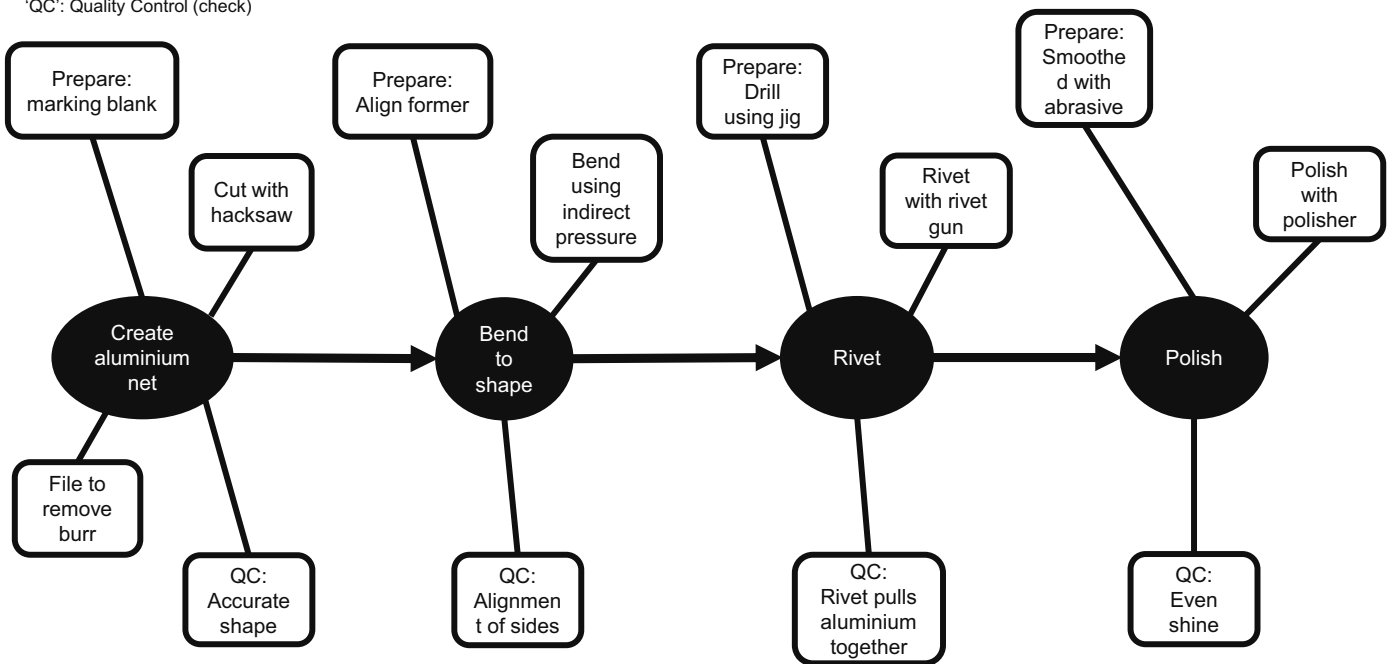 'QC': Quality Control (check)
Prepare:
marking blank
Cut with
hacksaw
Create
aluminium
net
File to
remove
burr
QC:
Accurate
shape
Prepare:
Align former
Bend
using
indirect
pressure
Bend
to
shape
QC:
Alignmen
t of sides
Prepare:
Drill
using jig
Rivet
with rivet
gun
Rivet
QC:
Rivet pulls
aluminium
together
Prepare:
Smoothe
d with
abrasive
Polish
with
polisher
Polish
QC:
Even
shine